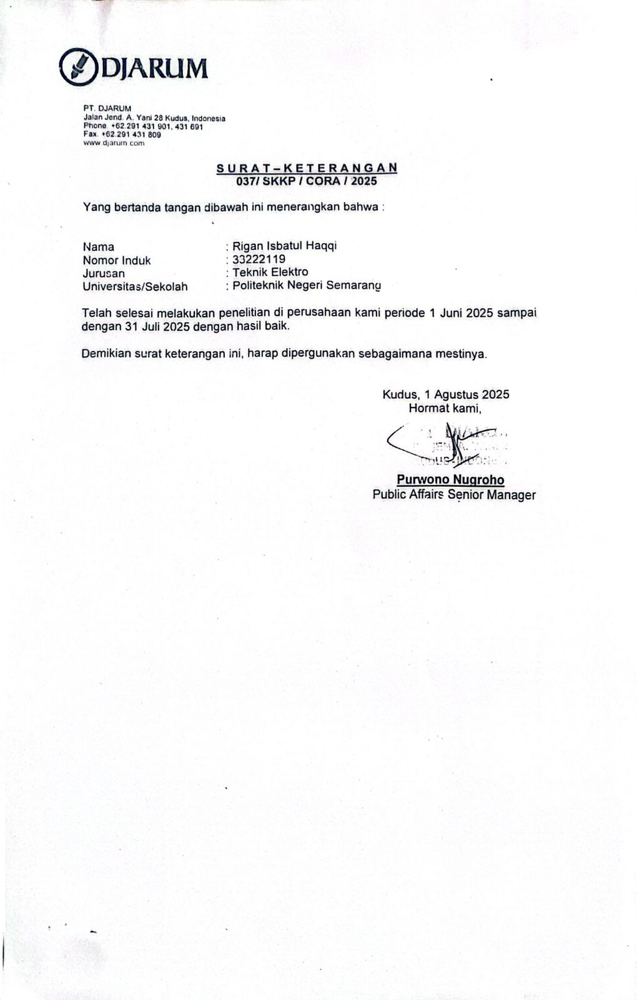 DJARUM
PT. DJARUM
Jalan Jend. A. Yani 28 Kudus, Indonesia
Phone. +62.291 431 901, 431 691
Fax. +62.291 431 809
www.djarum.com
SURAT–KETERANGAN
037/ SKKP / CORA / 2025
Yang bertanda tangan dibawah ini menerangkan bahwa :
Nama : Rigan Isbatul Haqqi
Nomor Induk : 33222119
Jurusan : Teknik Elektro
Universitas/Sekolah : Politeknik Negeri Semarang
Telah selesai melakukan penelitian di perusahaan kami periode 1 Juni 2025 sampai
dengan 31 Juli 2025 dengan hasil baik.
Demikian surat keterangan ini, harap dipergunakan sebagaimana mestinya.
Kudus, 1 Agustus 2025
Hormat kami,
Purwono Nugroho
Public Affairs Senior Manager